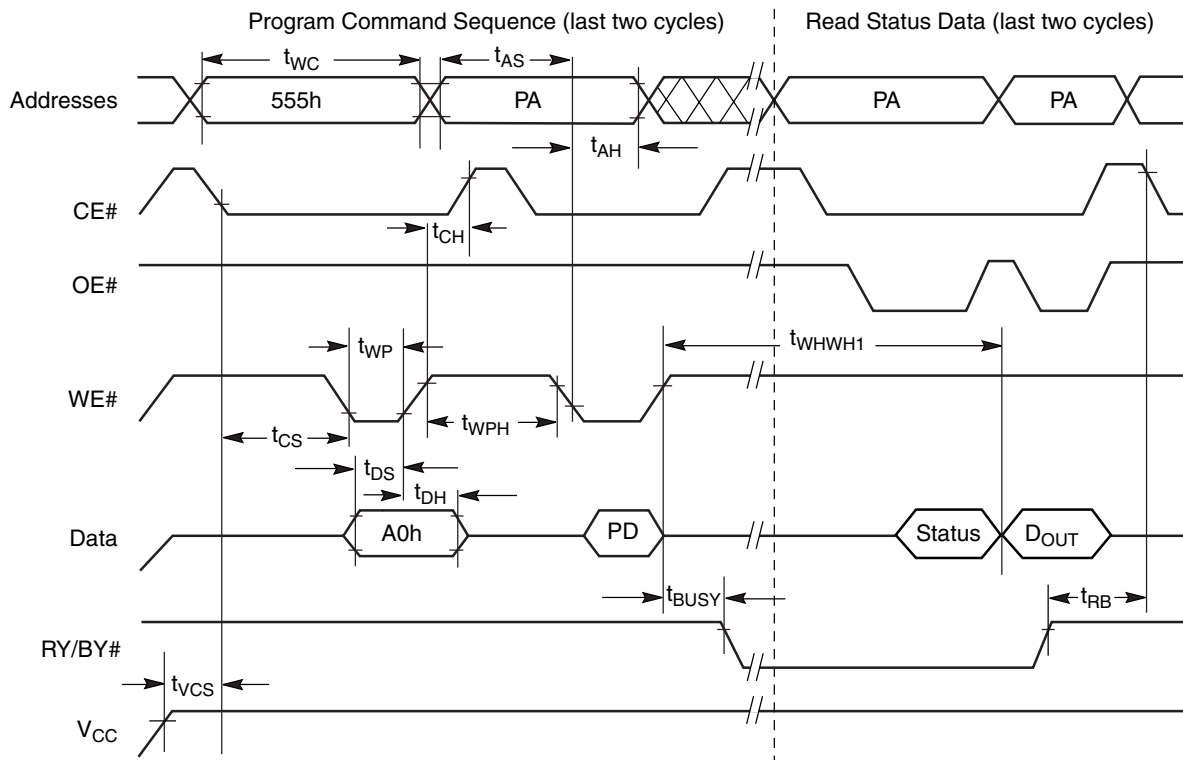 Program Command Sequence (last two cycles)
Read Status Data (last two cycles)
tWC
tAS
Addresses
555h
PA
PA
PA
tAH
CE#
tCH
OE#
tWP
tWHWH1
WE#
tCS
tWPH
tDS
tDH
Data
A0h
PD
Status
DOUT
tBUSY
tRB
RY/BY#
tVCS
VCC